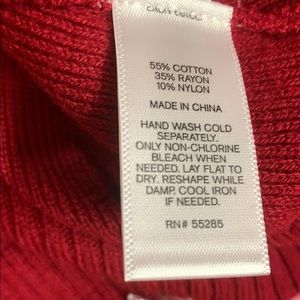 55% COTTON
35% RAYON
10% NYLON
MADE IN CHINA
HAND WASH COLD
SEPARATELY.
ONLY NON-CHLORINE
BLEACH WHEN
NEEDED. LAY FLAT TO
DRY. RESHAPE WHILE
DAMP, COOL IRON
IF NEEDED.
RN# 55285